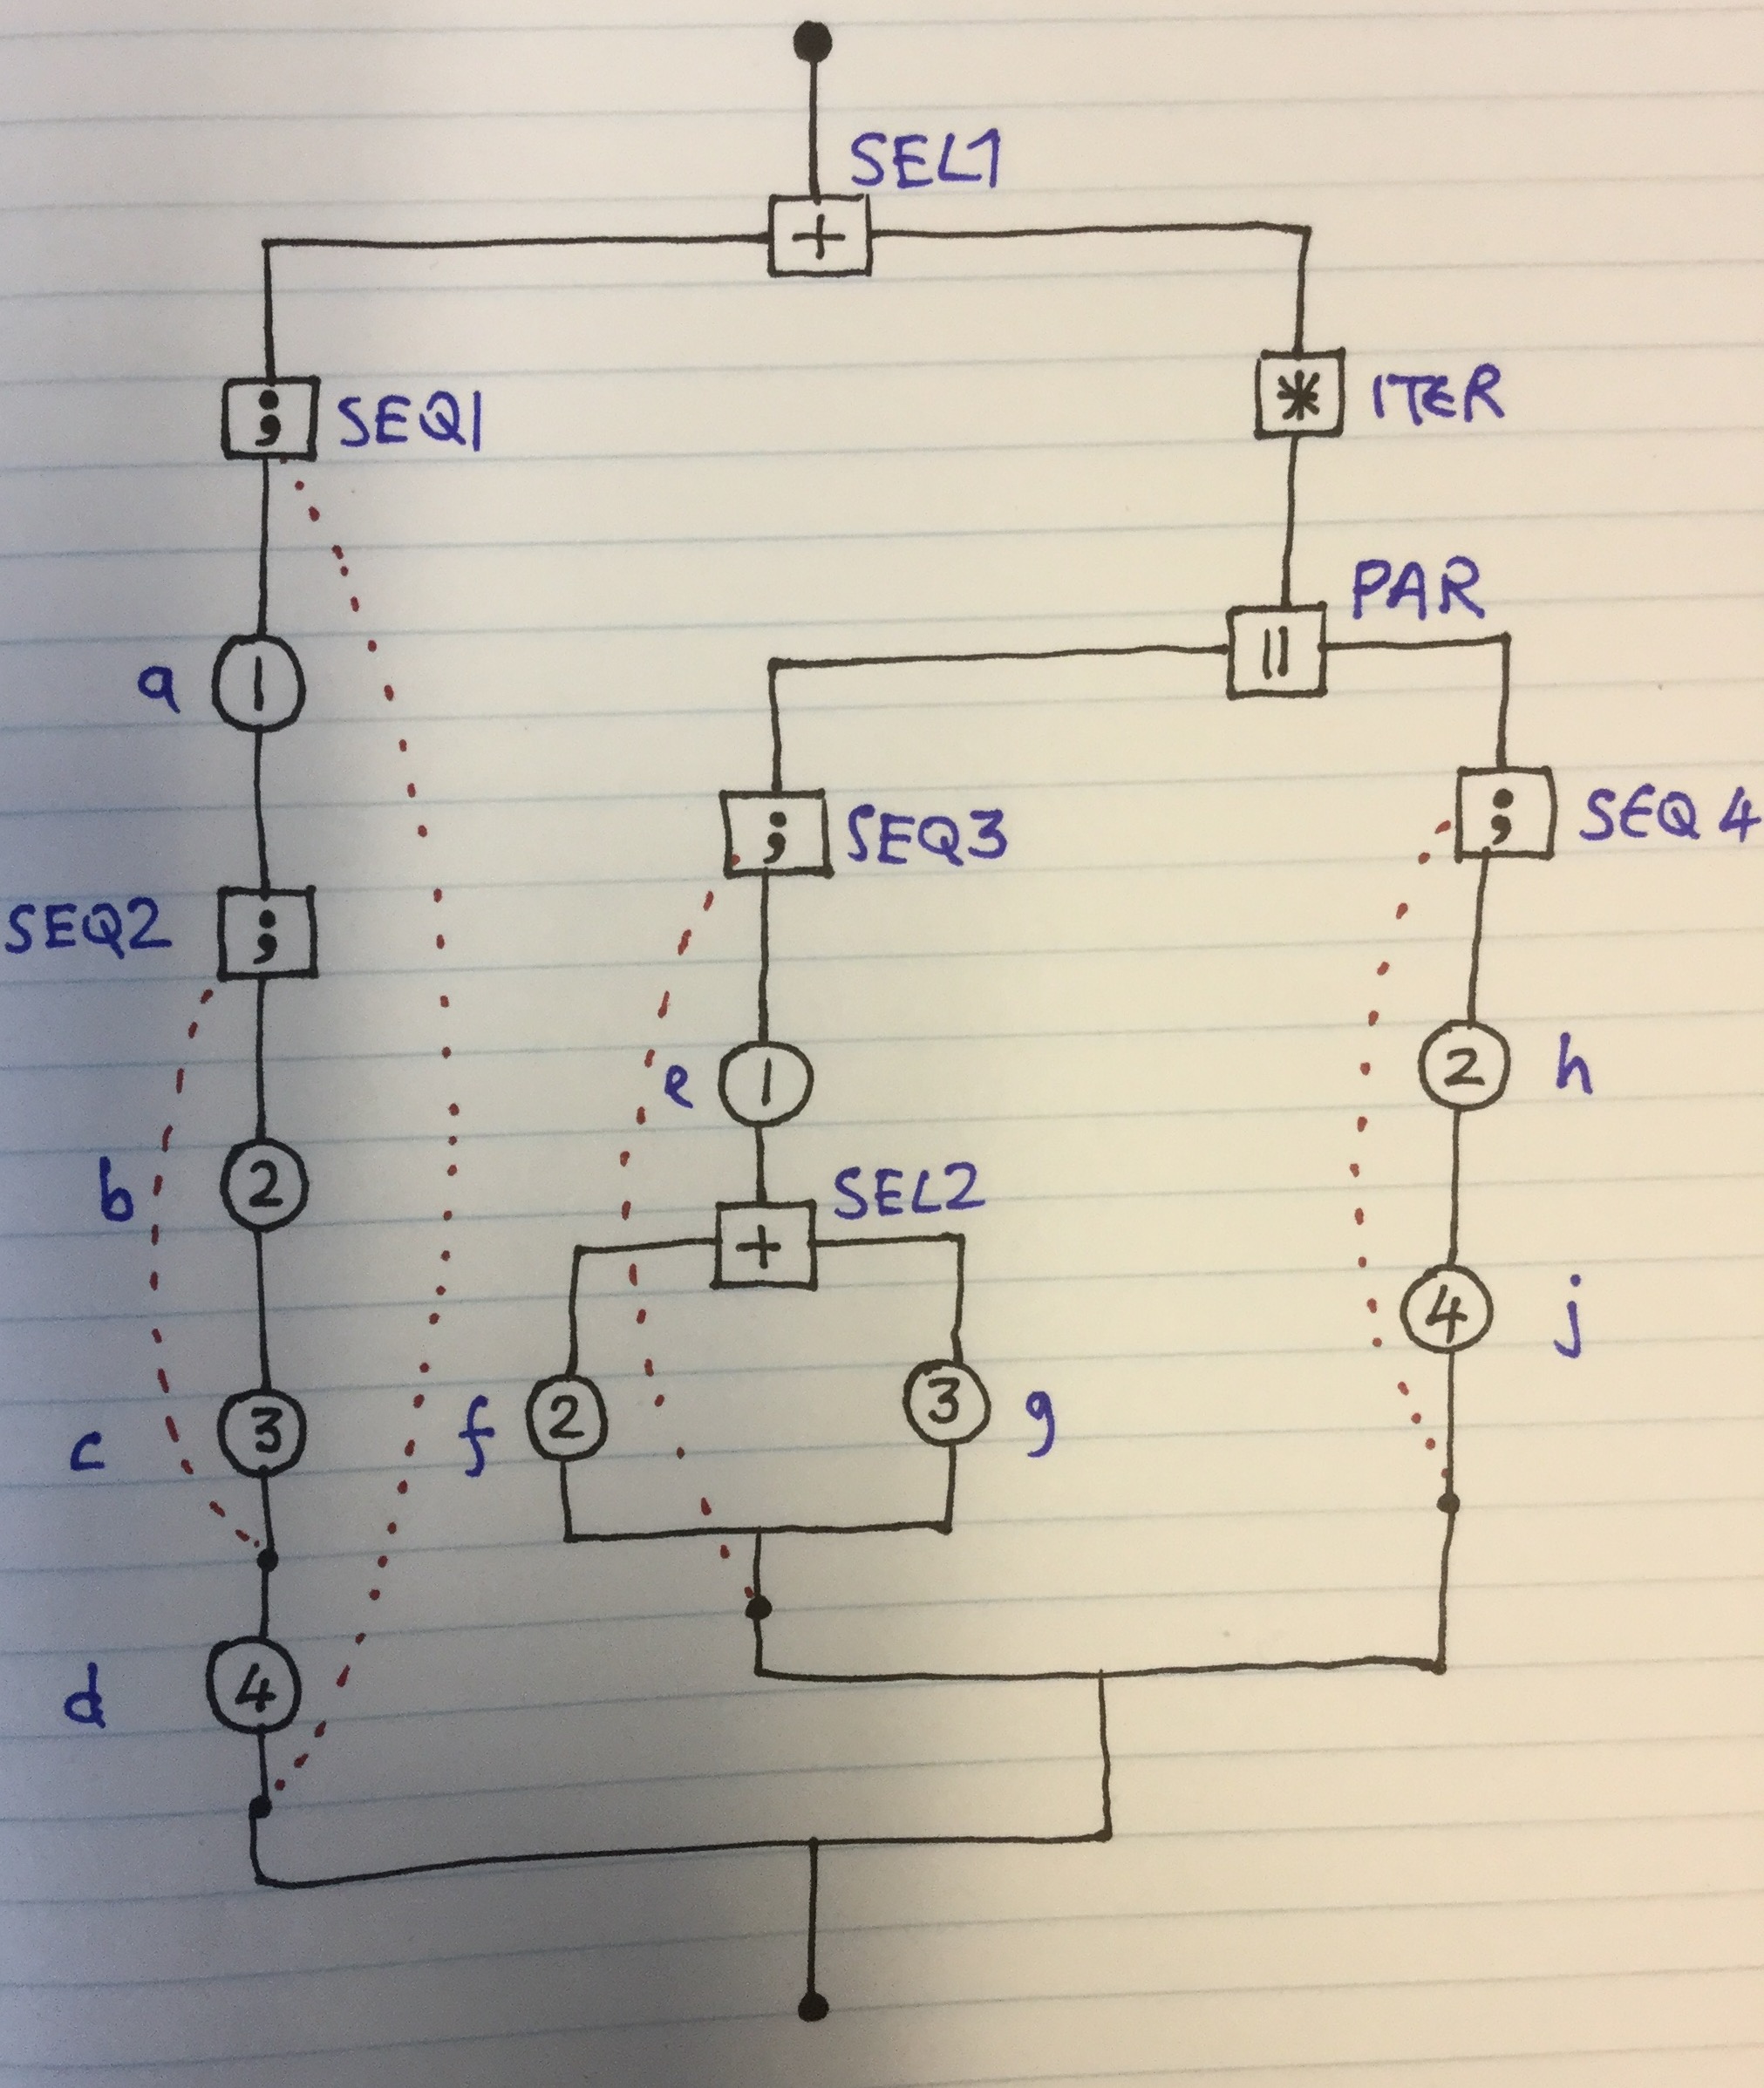 SEL1
+
; SEQ1
* ITER
PAR
||
a 1
; SEQ3
; SEQ 4
SEQ2 ;
e 1
2 h
b 2
SEL2
+
4 j
c 3
f 2
3 g
d 4